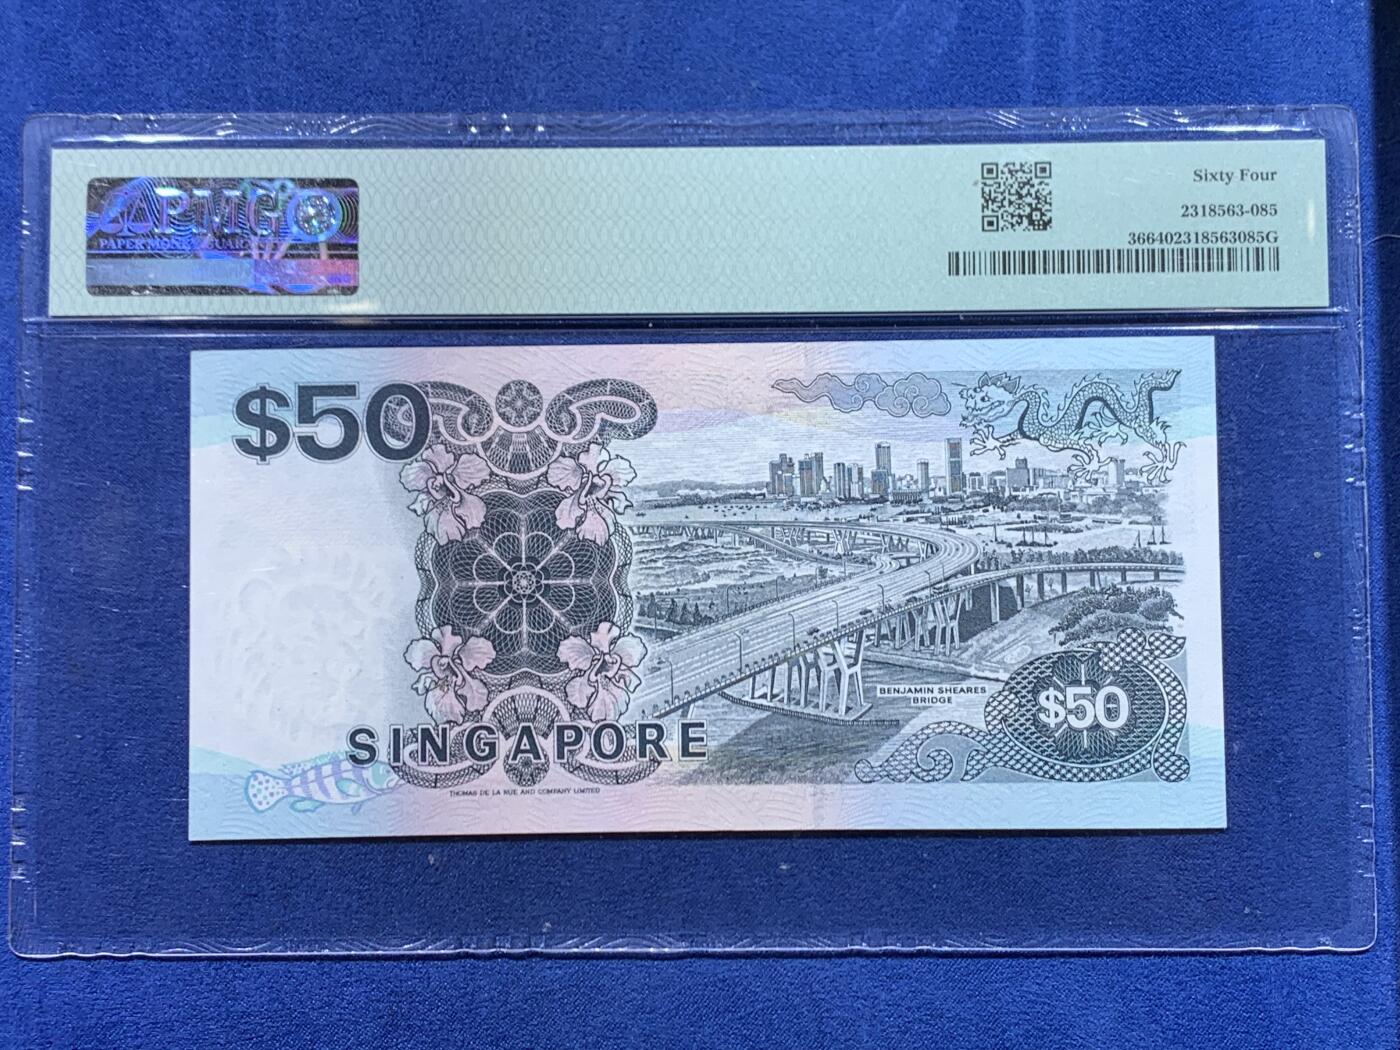 PMG
PAPER MONEY GUARANTY
Sixty Four
2318563-085
366402318563085G
$50
BENJAMIN SHEARES
BRIDGE
$50
SINGAPORE
THOMAS DE LA RUE AND COMPANY LIMITED